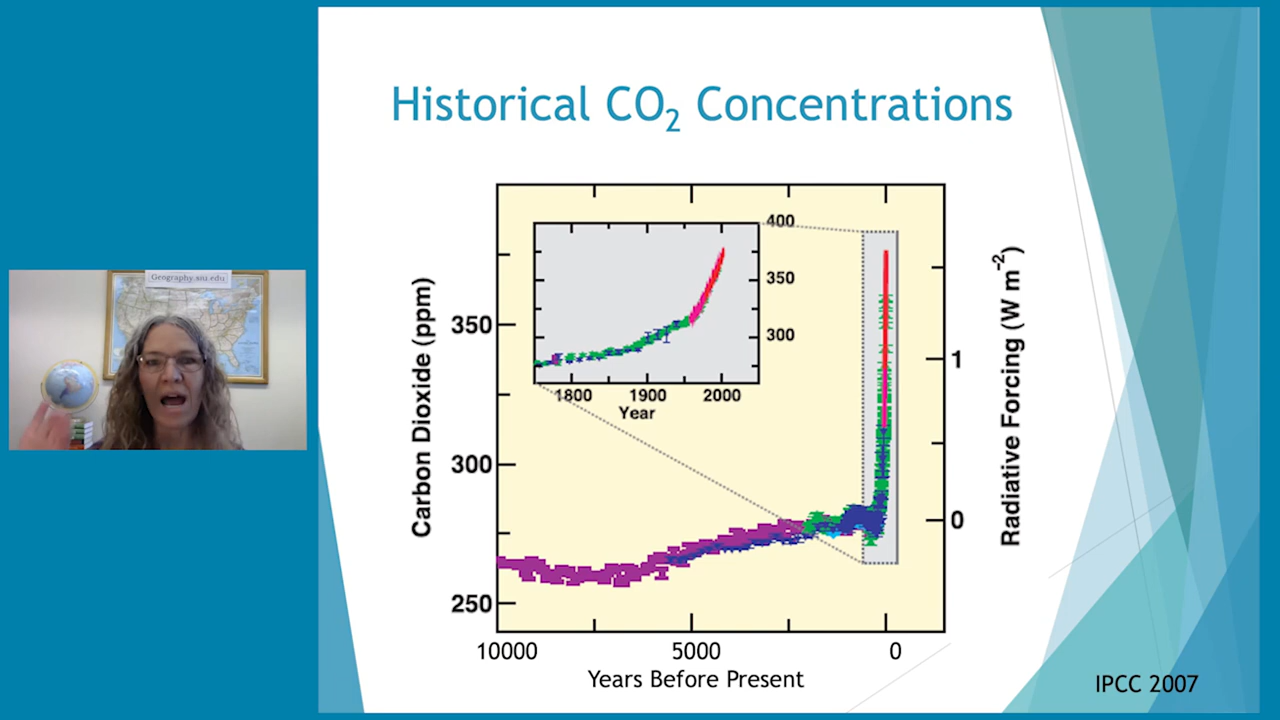 Historical CO₂ Concentrations
Geography.siu.edu
Carbon Dioxide (ppm)
350
300
250
10000
5000
0
Years Before Present
400
350
300
1800
1900
2000
Year
1
0
Radiative Forcing (W m⁻²)
IPCC 2007